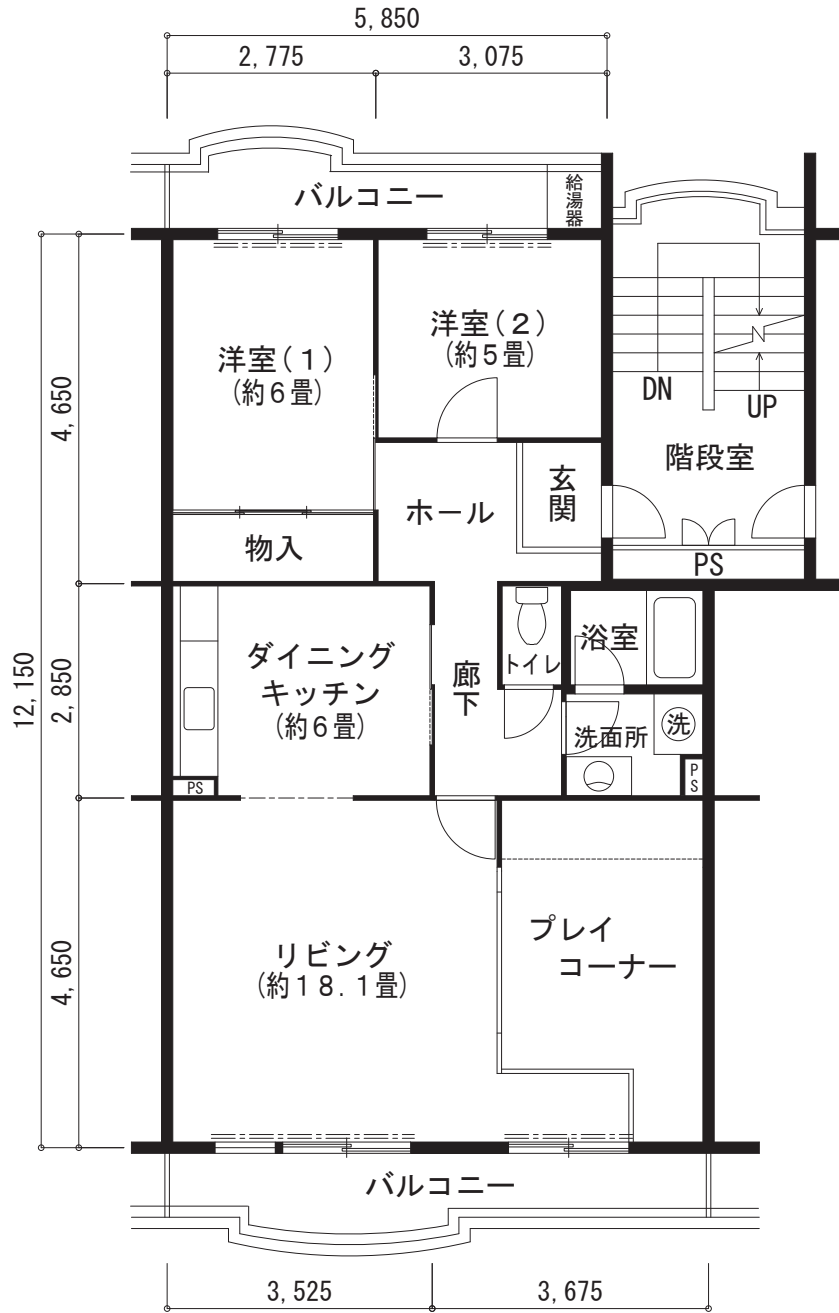 5,850
2,775
3,075
バルコニー
給湯器
洋室(1)
(約6畳)
洋室(2)
(約5畳)
DN
UP
階段室
4,650
ホール
玄関
物入
PS
12,150
2,850
ダイニング
キッチン
(約6畳)
廊下
トイレ
浴室
洗面所
洗
PS
PS
4,650
リビング
(約18.1畳)
プレイ
コーナー
バルコニー
3,525
3,675